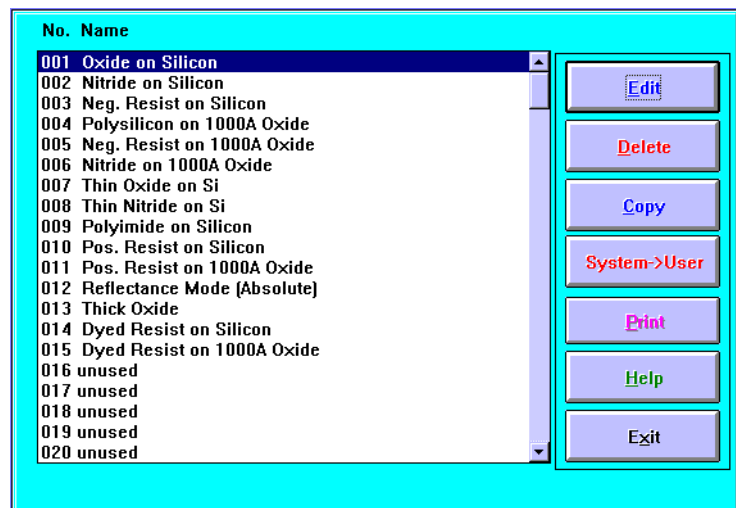 No. Name
001 Oxide on Silicon
002 Nitride on Silicon
003 Neg. Resist on Silicon
004 Polysilicon on 1000A Oxide
005 Neg. Resist on 1000A Oxide
006 Nitride on 1000A Oxide
007 Thin Oxide on Si
008 Thin Nitride on Si
009 Polyimide on Silicon
010 Pos. Resist on Silicon
011 Pos. Resist on 1000A Oxide
012 Reflectance Mode (Absolute)
013 Thick Oxide
014 Dyed Resist on Silicon
015 Dyed Resist on 1000A Oxide
016 unused
017 unused
018 unused
019 unused
020 unused
Edit
Delete
Copy
System->User
Print
Help
Exit